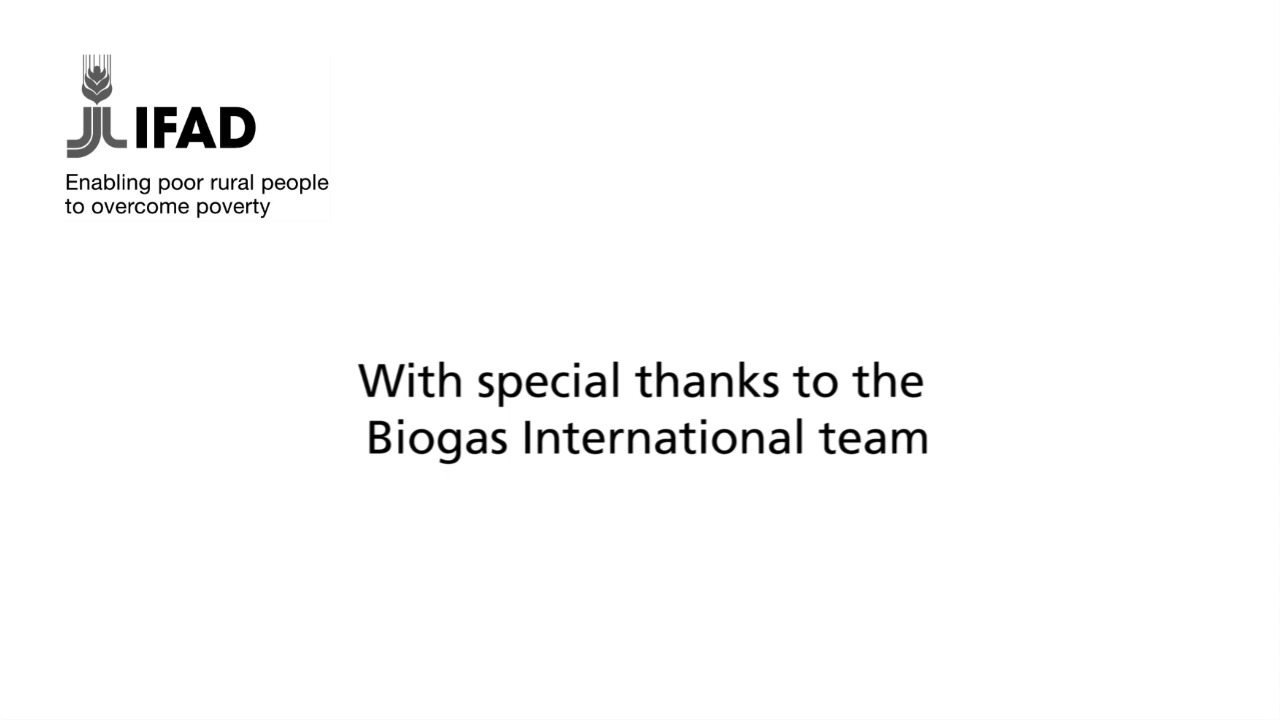 IFAD
Enabling poor rural people
to overcome poverty
With special thanks to the
Biogas International team